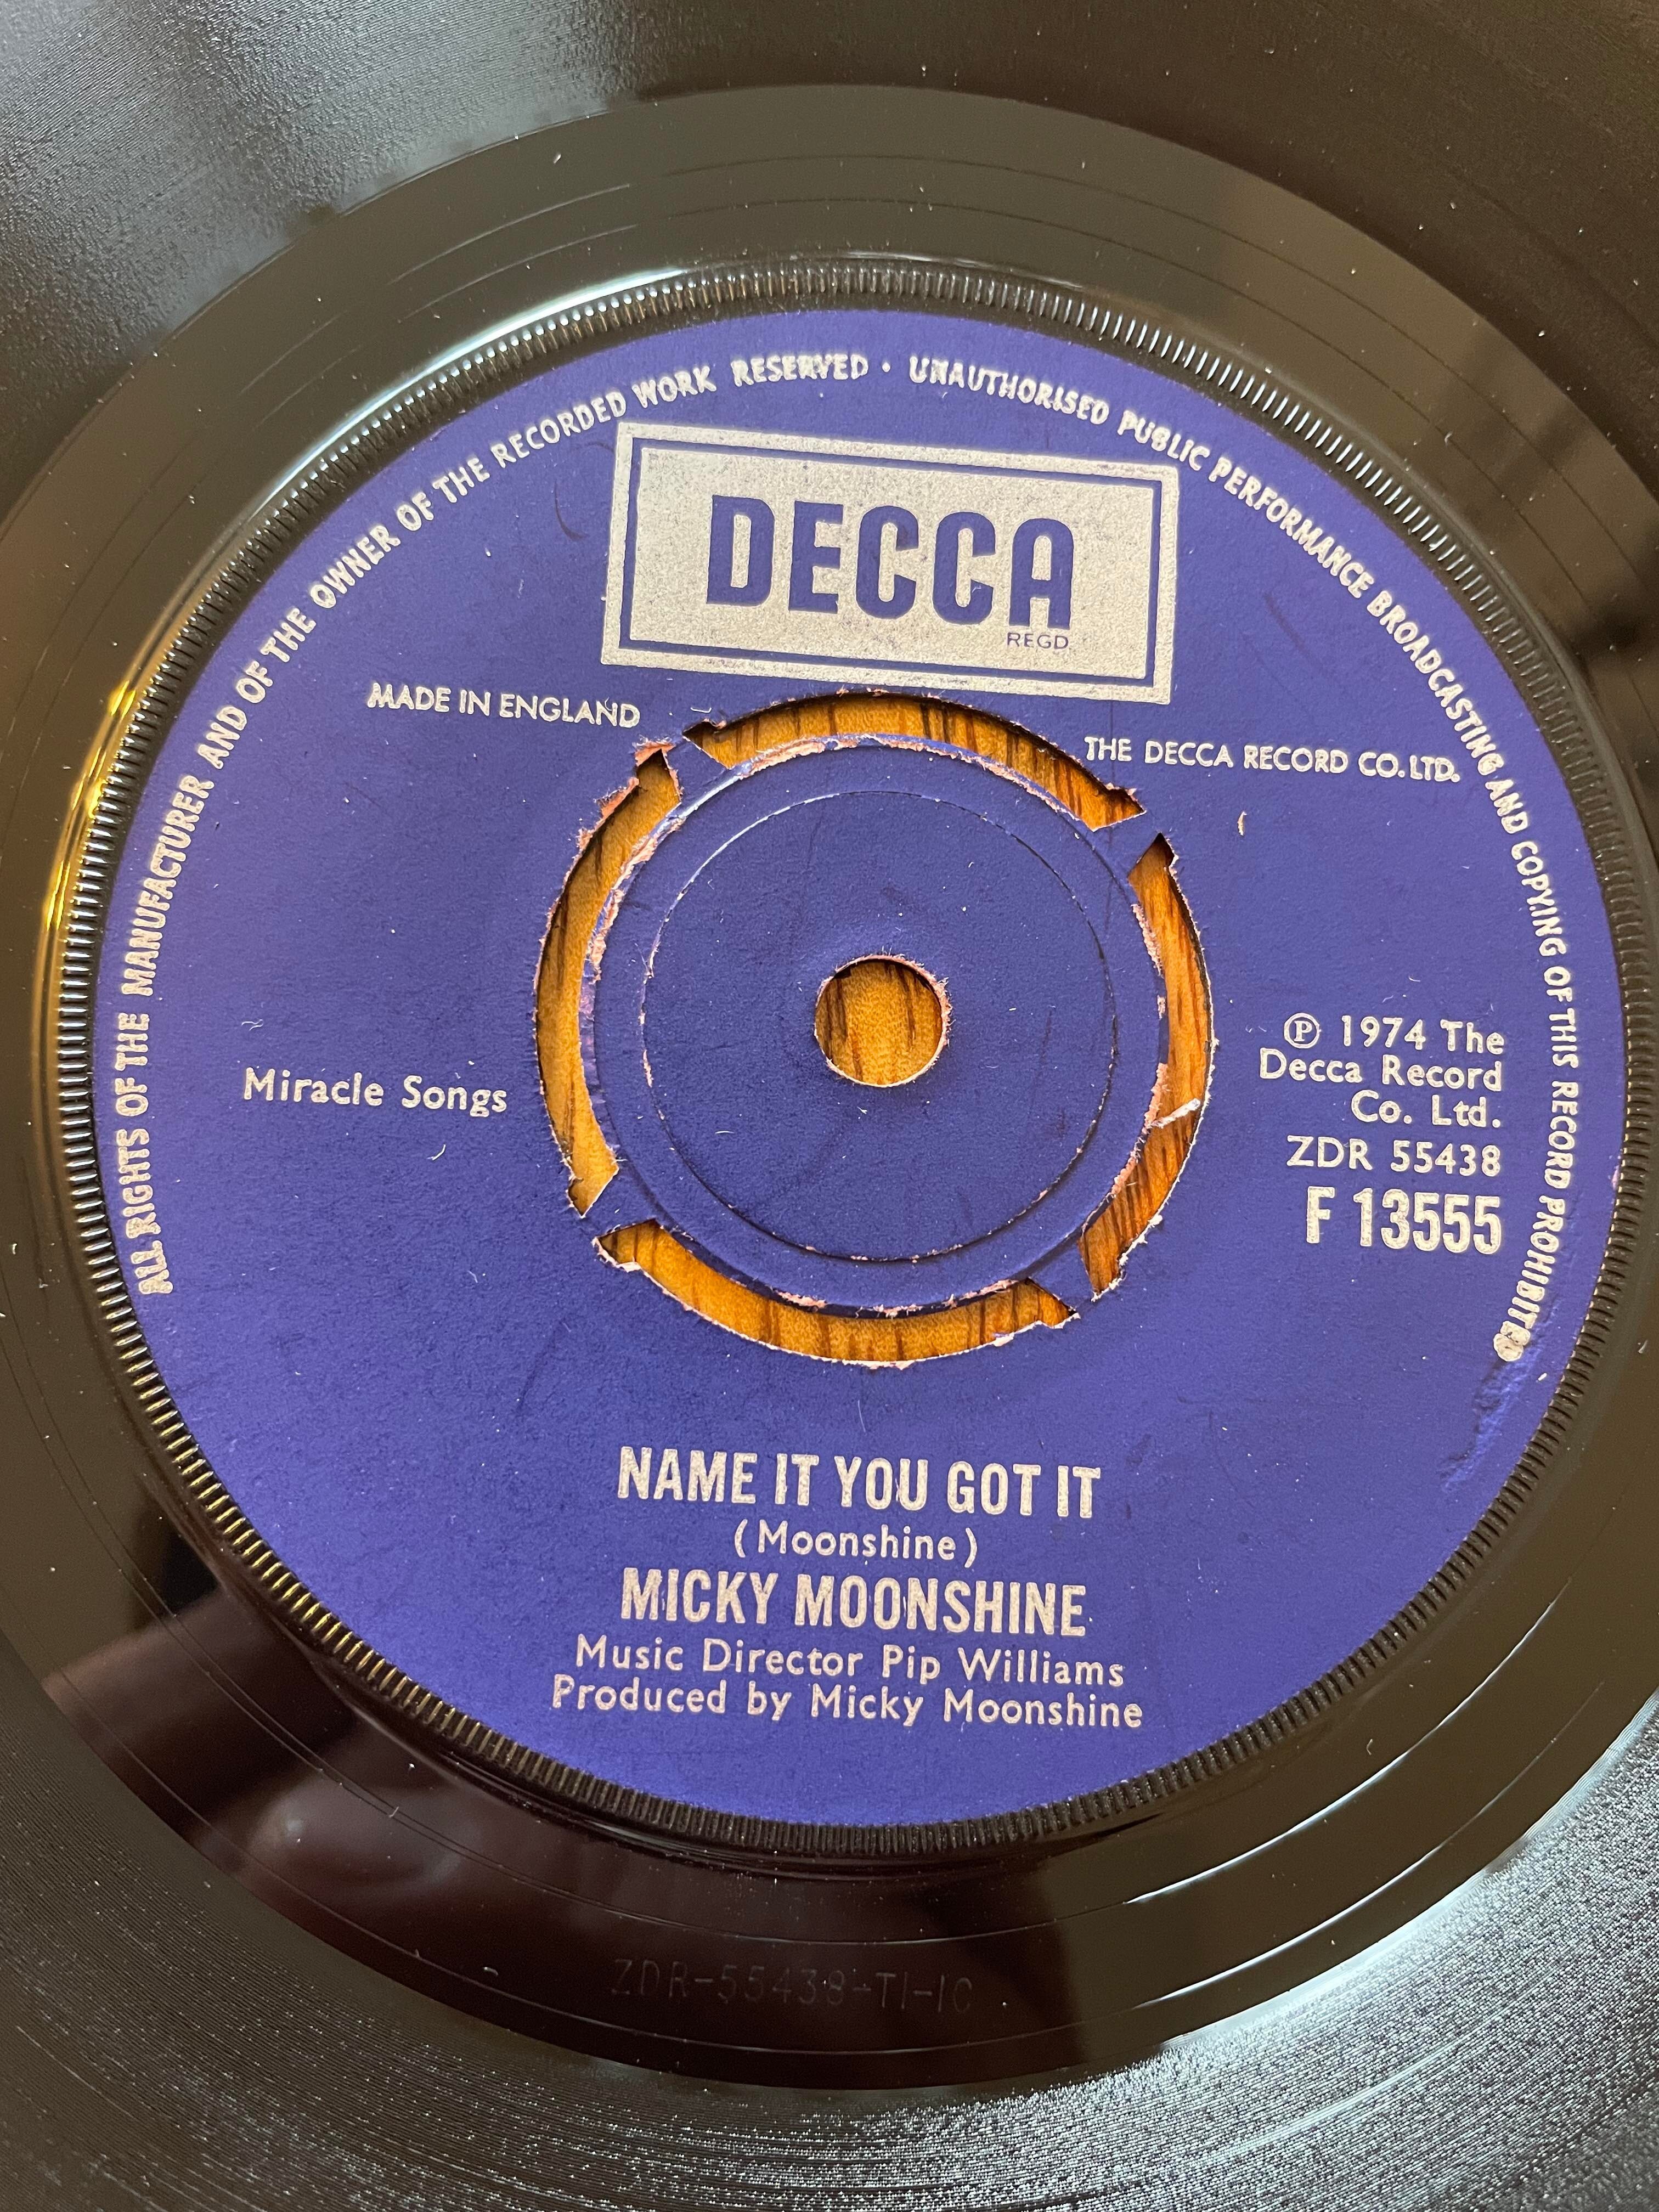 ALL RIGHTS OF THE MANUFACTURER AND OF THE OWNER OF THE RECORDED WORK RESERVED · UNAUTHORISED PUBLIC PERFORMANCE BROADCASTING AND COPYING OF THIS RECORD PROHIBITED
DECCA
REGD.
MADE IN ENGLAND
THE DECCA RECORD CO. LTD.
Miracle Songs
Ⓟ 1974 The
Decca Record
Co. Ltd.
ZDR 55438
F 13555
NAME IT YOU GOT IT
(Moonshine)
MICKY MOONSHINE
Music Director Pip Williams
Produced by Micky Moonshine
ZDR-55438-T1-1C